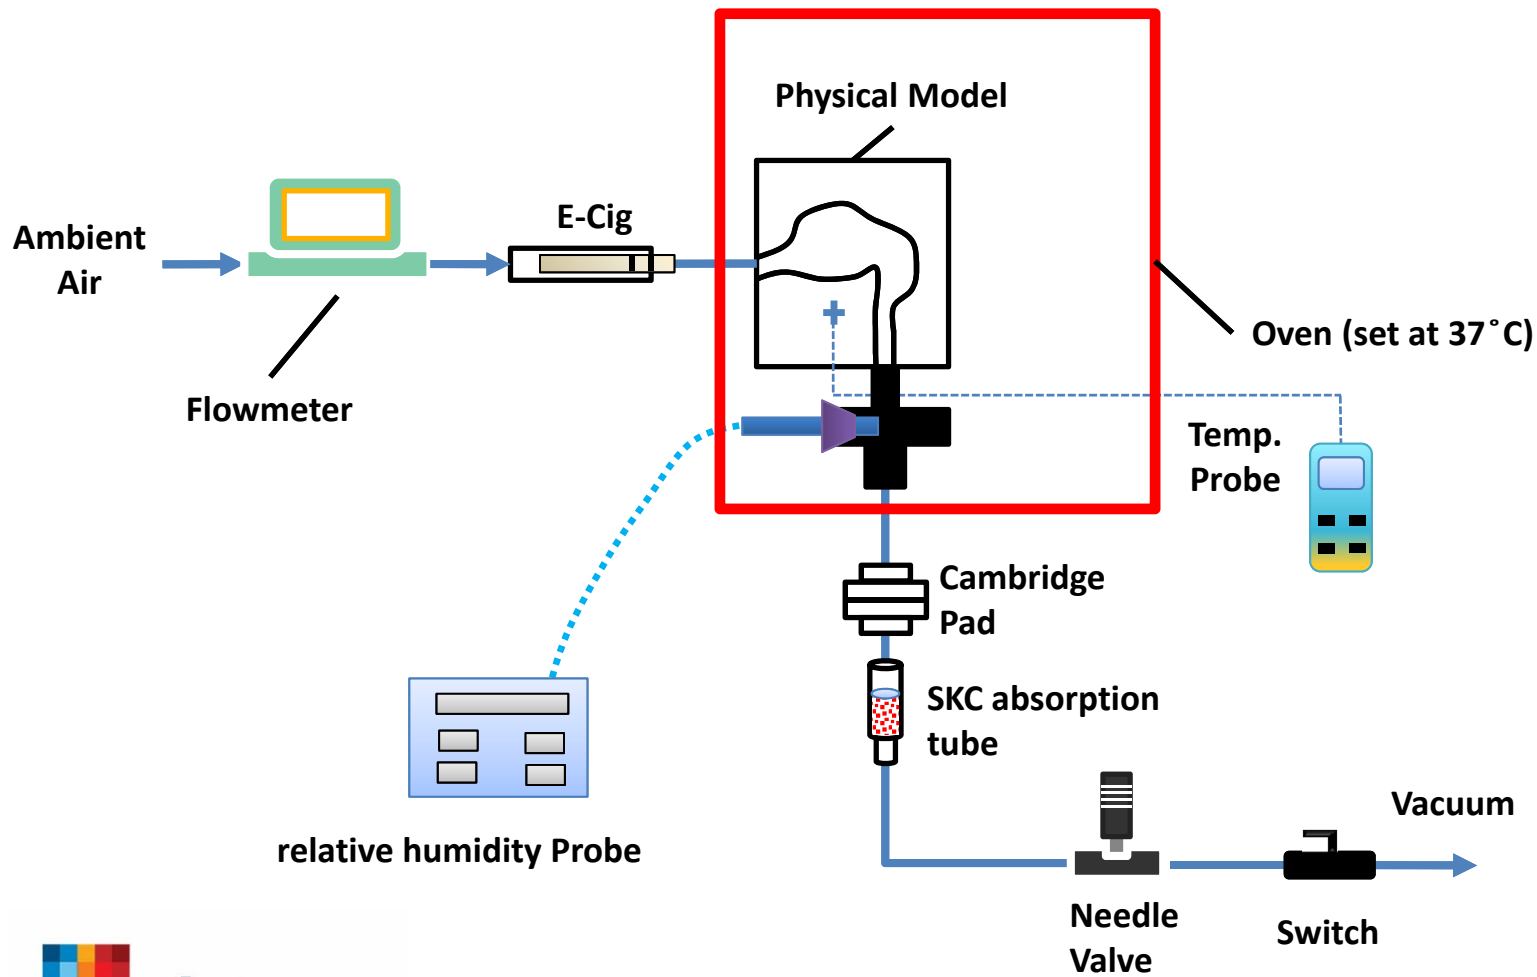 Physical Model
E-Cig
Ambient
Air
Flowmeter
Oven (set at 37˚C)
Temp.
Probe
Cambridge
Pad
SKC absorption
tube
relative humidity Probe
Vacuum
Needle
Valve
Switch